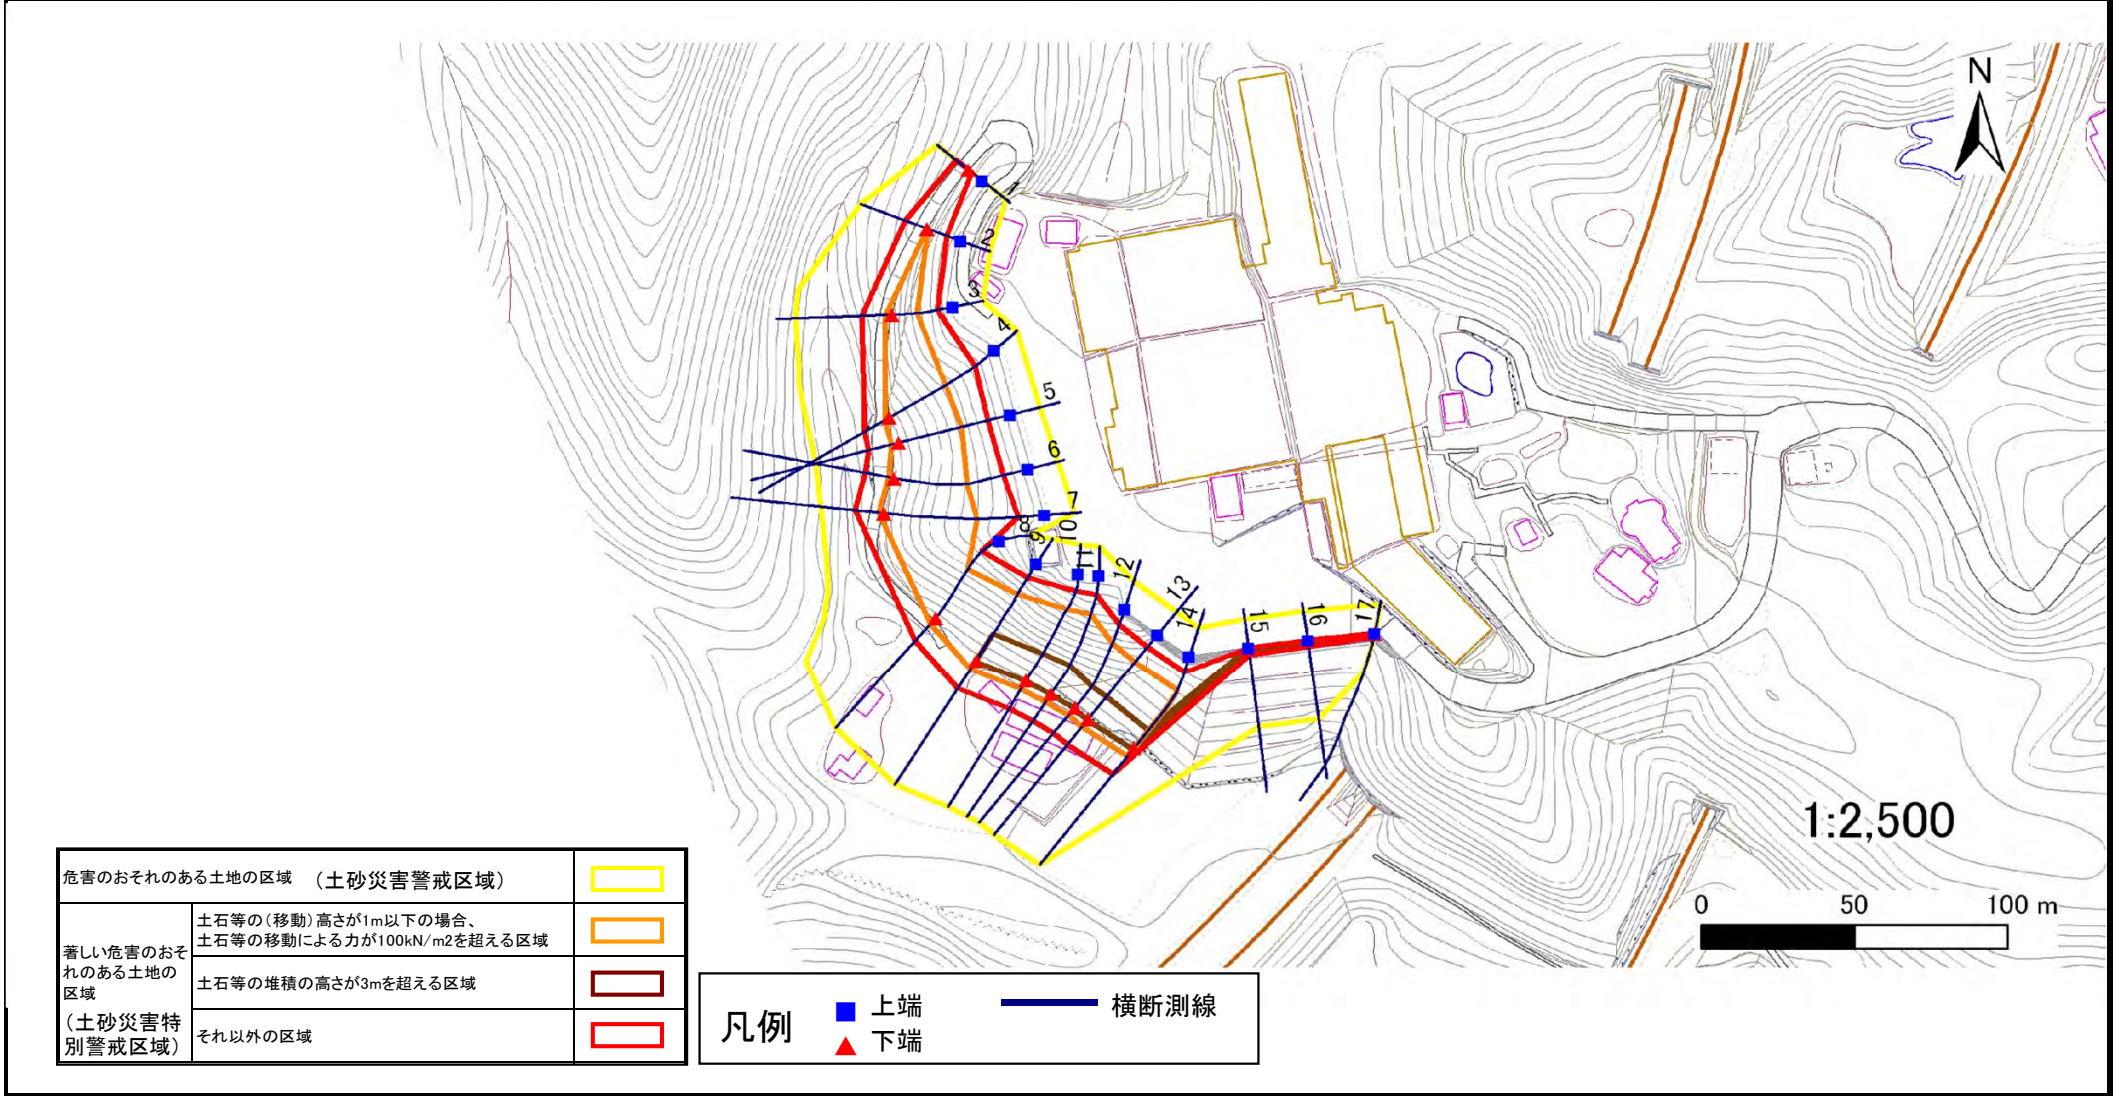 N
1
2
3
4
5
6
7
8
9
10
11
12
13
14
15
16
17
1:2,500
0 50 100 m
危害のおそれのある土地の区域 (土砂災害警戒区域)
著しい危害のおそ
れのある土地の
区域
(土砂災害特
別警戒区域)
土石等の(移動)高さが1m以下の場合、
土石等の移動による力が100kN/m2を超える区域
土石等の堆積の高さが3mを超える区域
それ以外の区域
凡例
上端
下端
横断測線